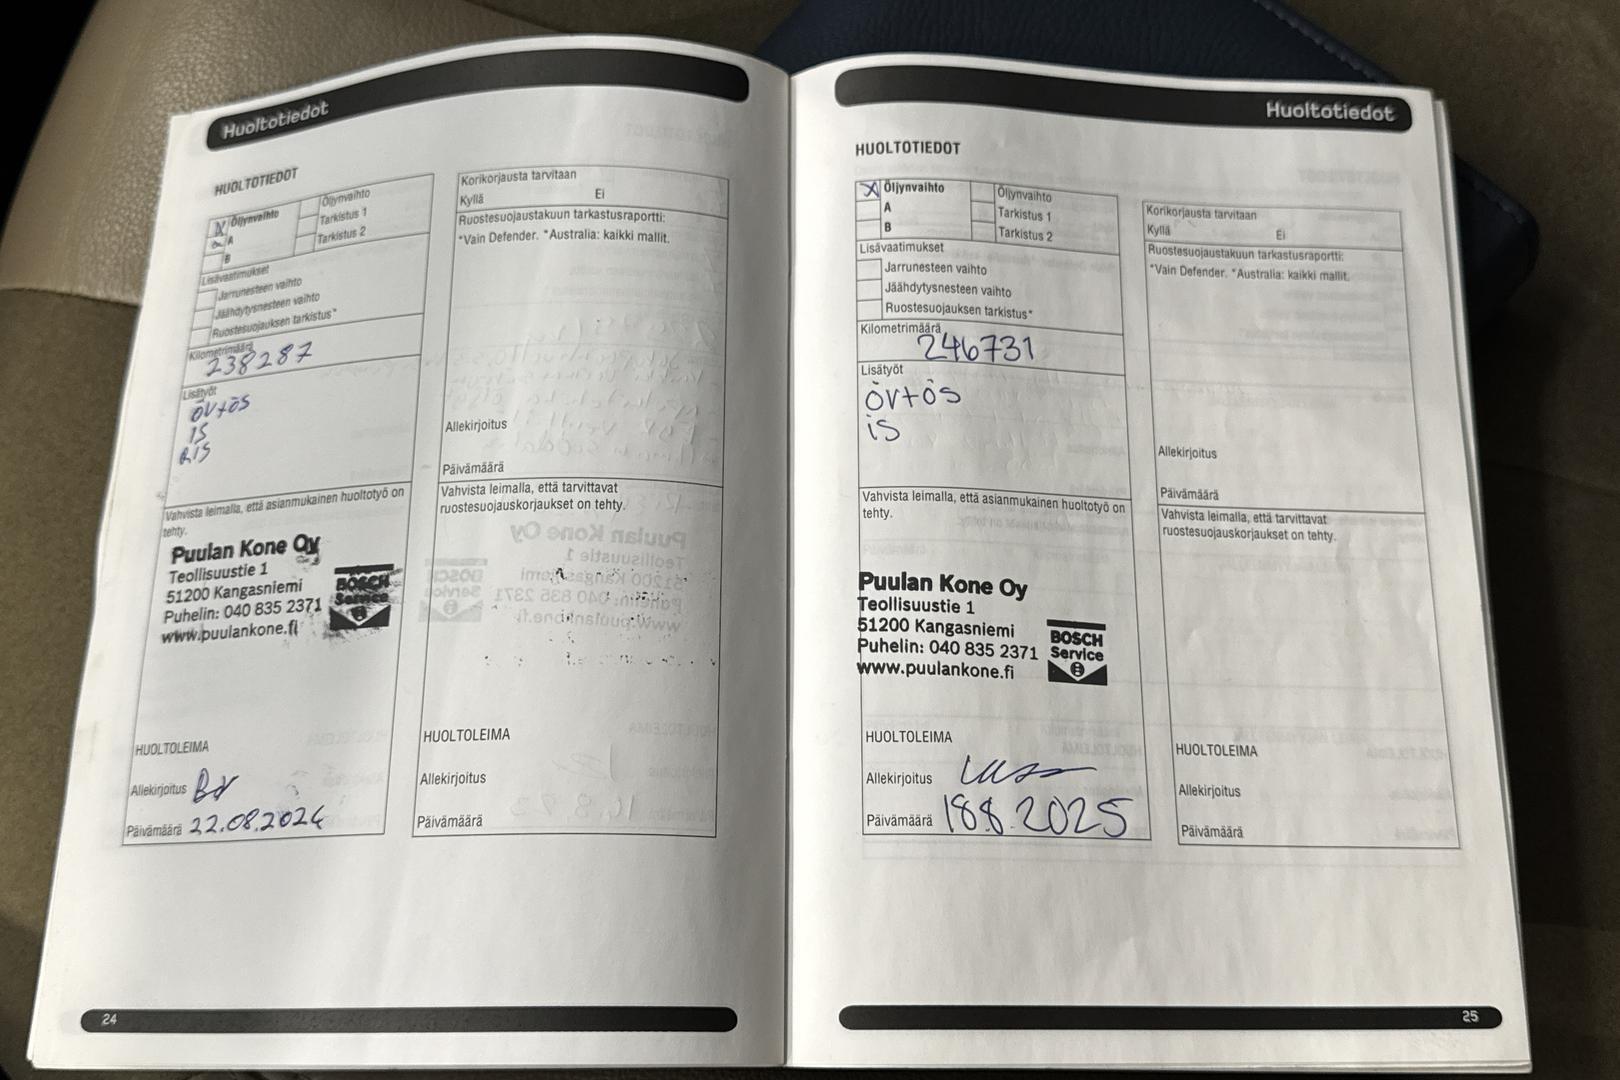 Huoltotiedot
HUOLTOTIEDOT
Öljynvaihto
A
B
Öljynvaihto
Tarkistus 1
Tarkistus 2
Lisävaatimukset
Jarrunesteen vaihto
Jäähdytysnesteen vaihto
Ruostesuojauksen tarkistus*
Kilometrimäärä
238287
Lisätyöt
öv+ös
is
RIS
Vahvista leimalla, että asianmukainen huoltotyö on
tehty.
Puulan Kone Oy
Teollisuustie 1
51200 Kangasniemi
Puhelin: 040 835 2371
www.puulankone.fi
BOSCH
Service
HUOLTOLEIMA
Allekirjoitus
Päivämäärä 22.08.2024
Korikorjausta tarvitaan
Kyllä Ei
Ruostesuojaustakuun tarkastusraportti:
*Vain Defender. *Australia: kaikki mallit.
Allekirjoitus
Päivämäärä
Vahvista leimalla, että tarvittavat
ruostesuojauskorjaukset on tehty.
HUOLTOLEIMA
Allekirjoitus
Päivämäärä
24
Huoltotiedot
HUOLTOTIEDOT
X Öljynvaihto
A
B
Öljynvaihto
Tarkistus 1
Tarkistus 2
Lisävaatimukset
Jarrunesteen vaihto
Jäähdytysnesteen vaihto
Ruostesuojauksen tarkistus*
Kilometrimäärä
246731
Lisätyöt
öv+ös
is
Vahvista leimalla, että asianmukainen huoltotyö on
tehty.
Puulan Kone Oy
Teollisuustie 1
51200 Kangasniemi
Puhelin: 040 835 2371
www.puulankone.fi
BOSCH
Service
HUOLTOLEIMA
Allekirjoitus
Päivämäärä 18.8.2025
Korikorjausta tarvitaan
Kyllä Ei
Ruostesuojaustakuun tarkastusraportti:
*Vain Defender. *Australia: kaikki mallit.
Allekirjoitus
Päivämäärä
Vahvista leimalla, että tarvittavat
ruostesuojauskorjaukset on tehty.
HUOLTOLEIMA
Allekirjoitus
Päivämäärä
25